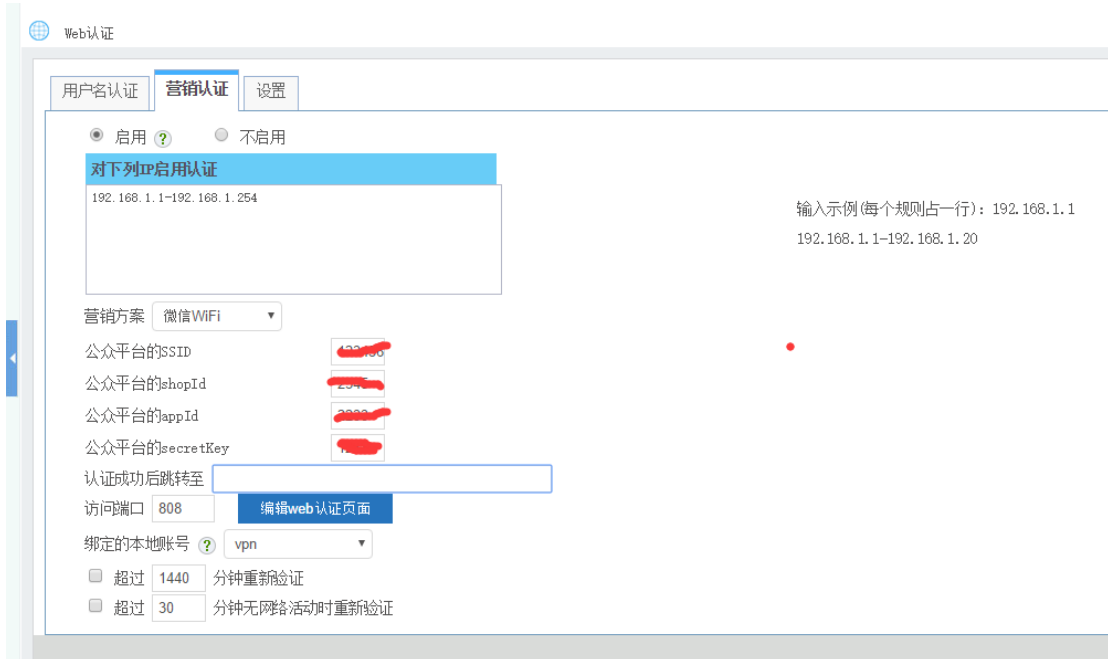 Web认证
用户名认证 营销认证 设置
启用 ? 不启用
对下列IP启用认证
192.168.1.1-192.168.1.254
输入示例(每个规则占一行): 192.168.1.1
192.168.1.1-192.168.1.20
营销方案 微信WiFi
公众平台的SSID
公众平台的shopId
公众平台的appId
公众平台的secretKey
认证成功后跳转至
访问端口 808 编辑web认证页面
绑定的本地账号 ? vpn
超过 1440 分钟重新验证
超过 30 分钟无网络活动时重新验证